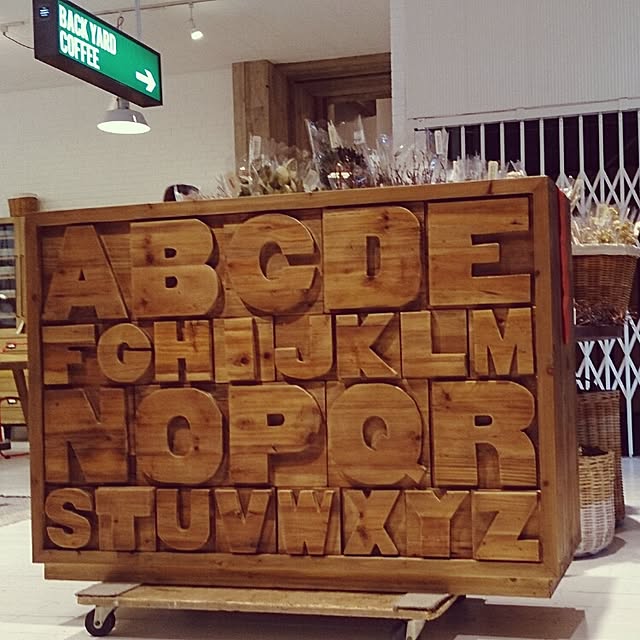 BACK YARD
COFFEE
ABCDE
FGHIJKLM
NOPQR
STUVWXYZ